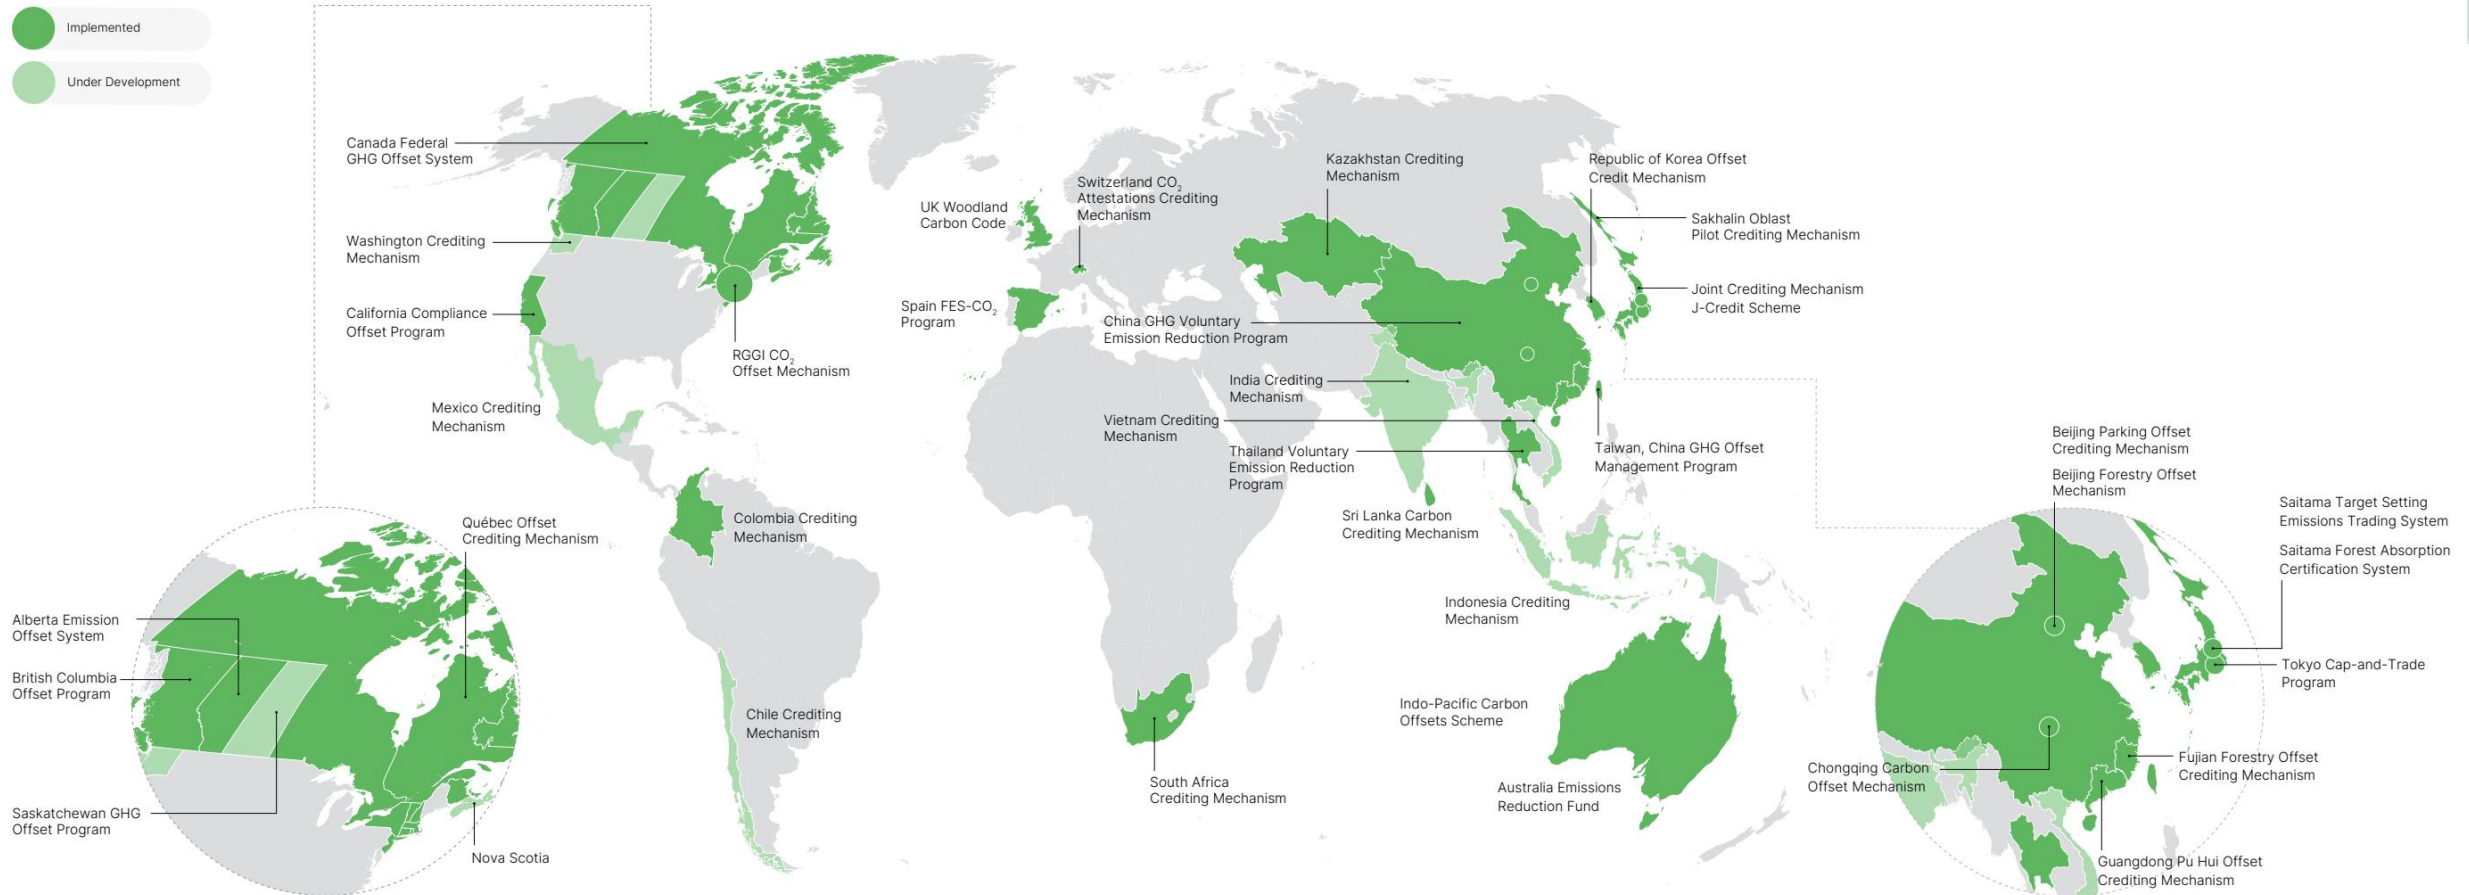 Implemented
Under Development
Canada Federal
GHG Offset System
Washington Crediting
Mechanism
California Compliance
Offset Program
Mexico Crediting
Mechanism
RGGI CO₂
Offset Mechanism
Colombia Crediting
Mechanism
Chile Crediting
Mechanism
UK Woodland
Carbon Code
Switzerland CO₂
Attestations Crediting
Mechanism
Spain FES-CO₂
Program
Kazakhstan Crediting
Mechanism
China GHG Voluntary
Emission Reduction Program
India Crediting
Mechanism
Vietnam Crediting
Mechanism
Thailand Voluntary
Emission Reduction
Program
Sri Lanka Carbon
Crediting Mechanism
Republic of Korea Offset
Credit Mechanism
Sakhalin Oblast
Pilot Crediting Mechanism
Joint Crediting Mechanism
J-Credit Scheme
Taiwan, China GHG Offset
Management Program
Indonesia Crediting
Mechanism
Indo-Pacific Carbon
Offsets Scheme
Australia Emissions
Reduction Fund
South Africa
Crediting Mechanism
Québec Offset
Crediting Mechanism
Alberta Emission
Offset System
British Columbia
Offset Program
Saskatchewan GHG
Offset Program
Nova Scotia
Beijing Parking Offset
Crediting Mechanism
Beijing Forestry Offset
Mechanism
Saitama Target Setting
Emissions Trading System
Saitama Forest Absorption
Certification System
Tokyo Cap-and-Trade
Program
Fujian Forestry Offset
Crediting Mechanism
Chongqing Carbon
Offset Mechanism
Guangdong Pu Hui Offset
Crediting Mechanism